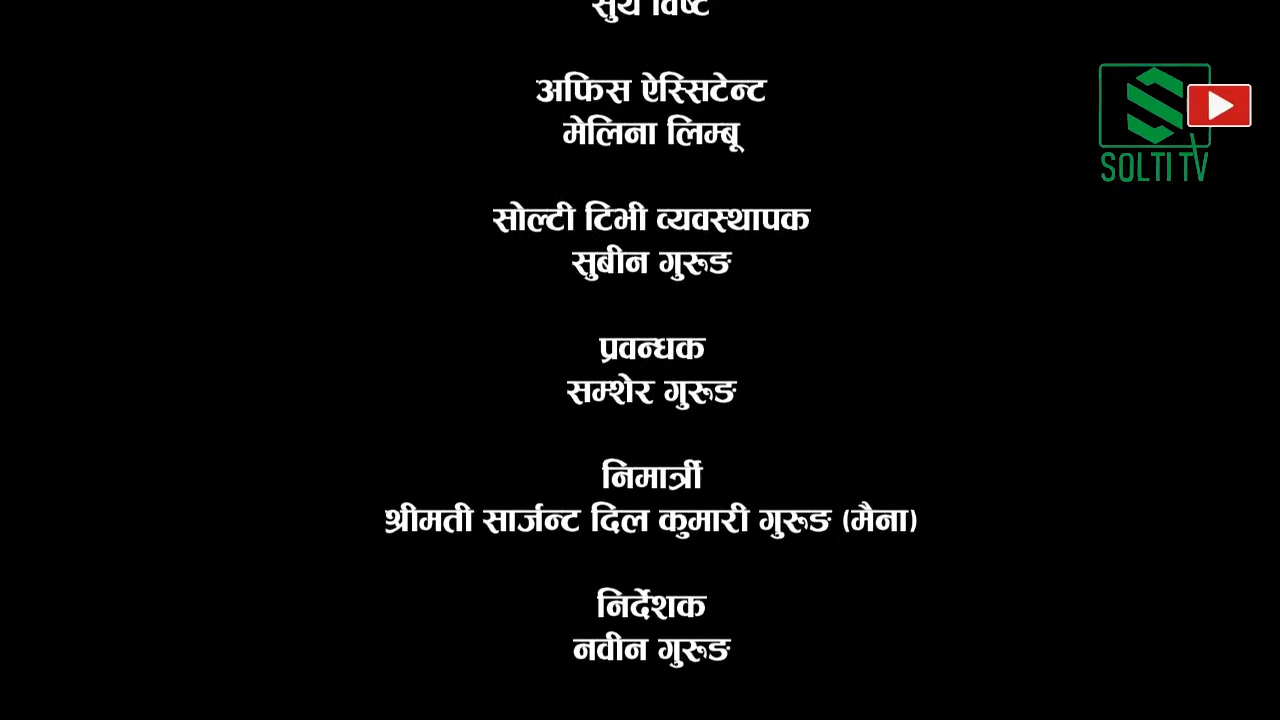 अफिस ऐस्सिटेन्ट
मेलिना लिम्बू
SOLTI TV
सोल्टी टिभी व्यवस्थापक
सुबीन गुरुङ
प्रवन्धक
सम्शेर गुरुङ
निमार्त्री
श्रीमती सार्जन्ट दिल कुमारी गुरुङ (मैना)
निर्देशक
नवीन गुरुङ